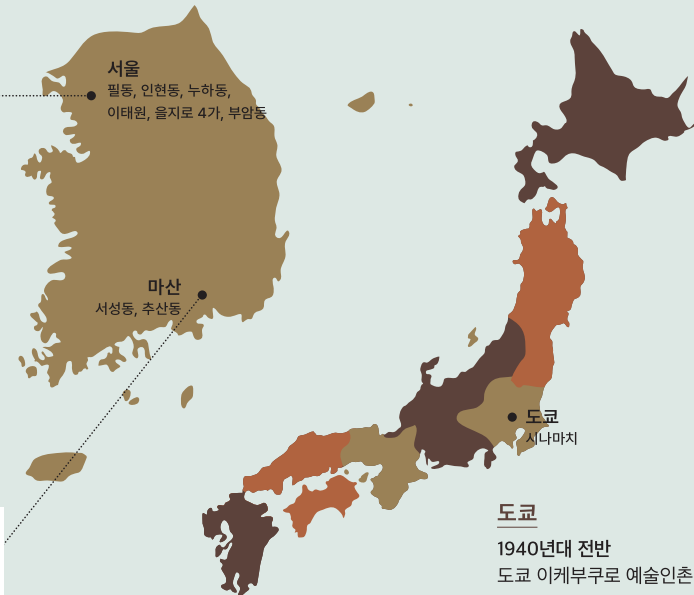 서울
필동, 인현동, 누하동,
이태원, 을지로 4가, 부암동
마산
서성동, 추산동
도쿄
시나마치
도쿄
1940년대 전반
도쿄 이케부쿠로 예술인촌